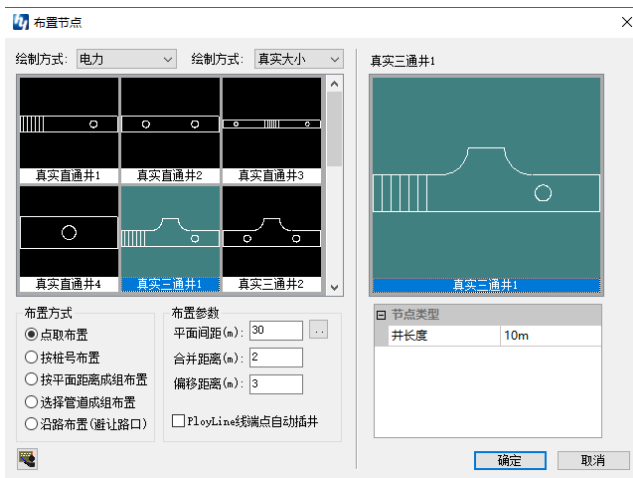 布置节点
绘制方式: 电力 绘制方式: 真实大小
真实直通井1 真实直通井2 真实直通井3
真实直通井4 真实三通井1 真实三通井2
布置方式
点取布置
按桩号布置
按平面距离成组布置
选择管道成组布置
沿路布置(避让路口)
布置参数
平面间距(m): 30 ..
合并距离(m): 2
偏移距离(m): 3
PloyLine线端点自动插井
真实三通井1
真实三通井1
节点类型
井长度 10m
确定 取消